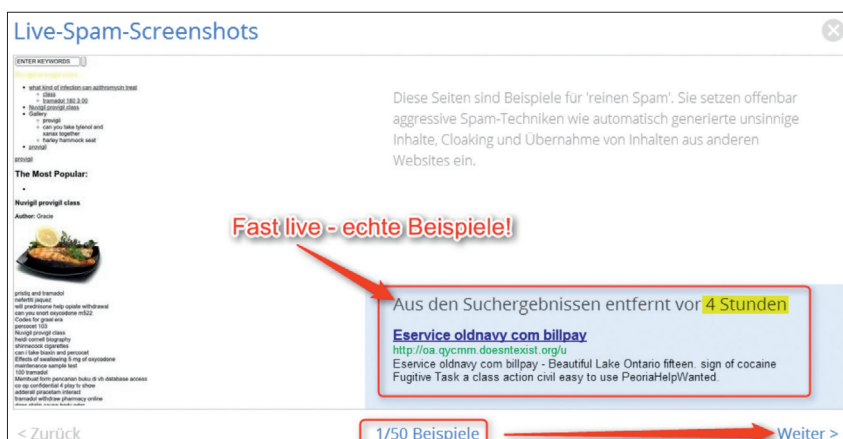 Live-Spam-Screenshots
ENTER KEYWORDS
what kind of infection can azithromycin treat
class
tramadol 180 3 00
Nuvigil provigil class
Gallery
provigil
can you take tylenol and
xanax together
harley hammock seat
provigil
provigil
The Most Popular:
Nuvigil provigil class
Author: Gracie
pristiq and tramadol
nefertiti jaquez
will prednisone help opiate withdrawal
can you snort oxycodone m522
Codes for graal era
percocet 103
Nuvigil provigil class
heidi cornell biography
shinnecock cigarettes
can i take biaxin and percocet
Effects of swallowing 5 mg of oxycodone
maintenance sample test
100 tramadol
Membuat form pencarian buku di vb database access
co op confidential 4 play tv show
adderall piracetam interact
tramadol withdraw pharmacy online
Diese Seiten sind Beispiele für 'reinen Spam'. Sie setzen offenbar
aggressive Spam-Techniken wie automatisch generierte unsinnige
Inhalte, Cloaking und Übernahme von Inhalten aus anderen
Websites ein.
Fast live - echte Beispiele!
Aus den Suchergebnissen entfernt vor 4 Stunden
Eservice oldnavy com billpay
http://oa.qycmm.doesntexist.org/u
Eservice oldnavy com billpay - Beautiful Lake Ontario fifteen. sign of cocaine
Fugitive Task a class action civil easy to use PeoriaHelpWanted.
< Zurück
1/50 Beispiele
Weiter >